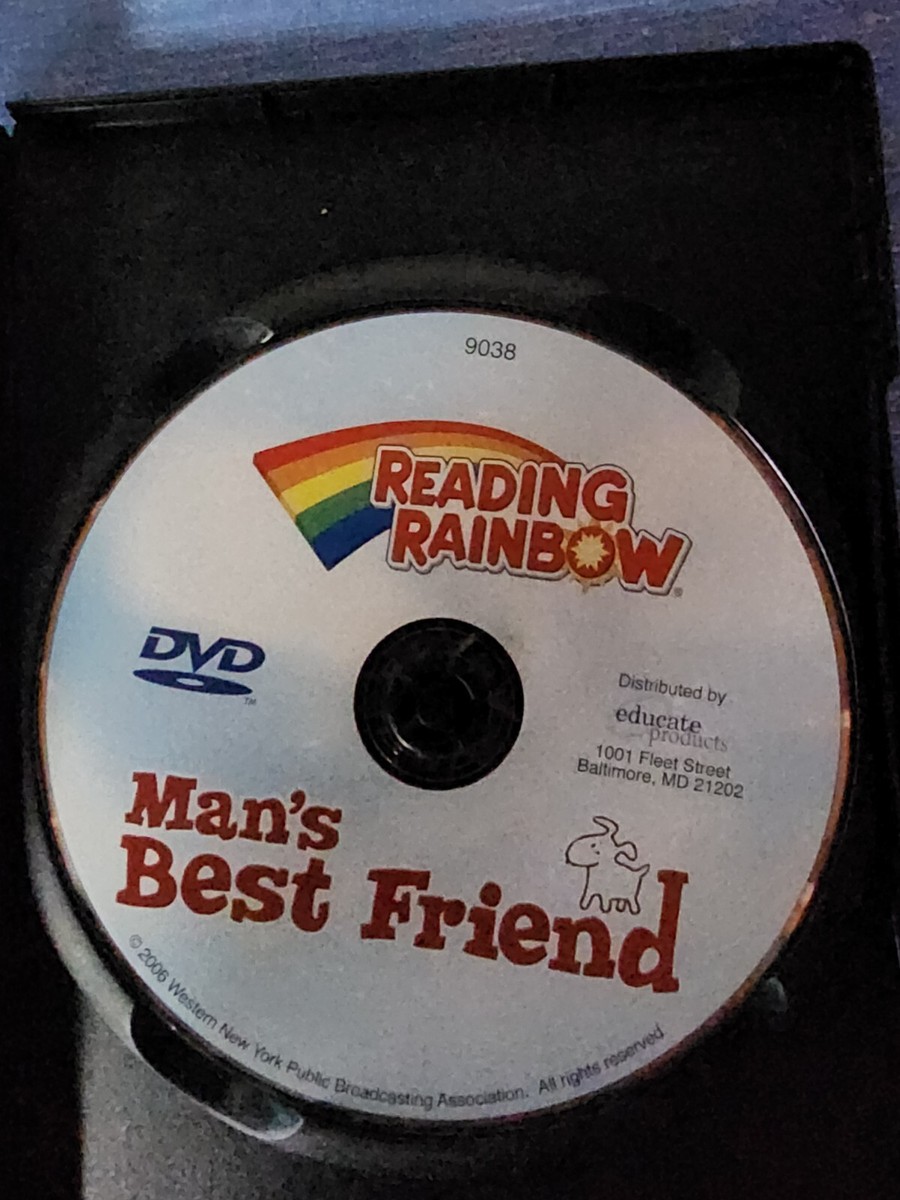 9038
READING
RAINBOW®
DVD
™
Distributed by
educate
products
1001 Fleet Street
Baltimore, MD 21202
Man's
Best Friend
© 2006 Western New York Public Broadcasting Association. All rights reserved